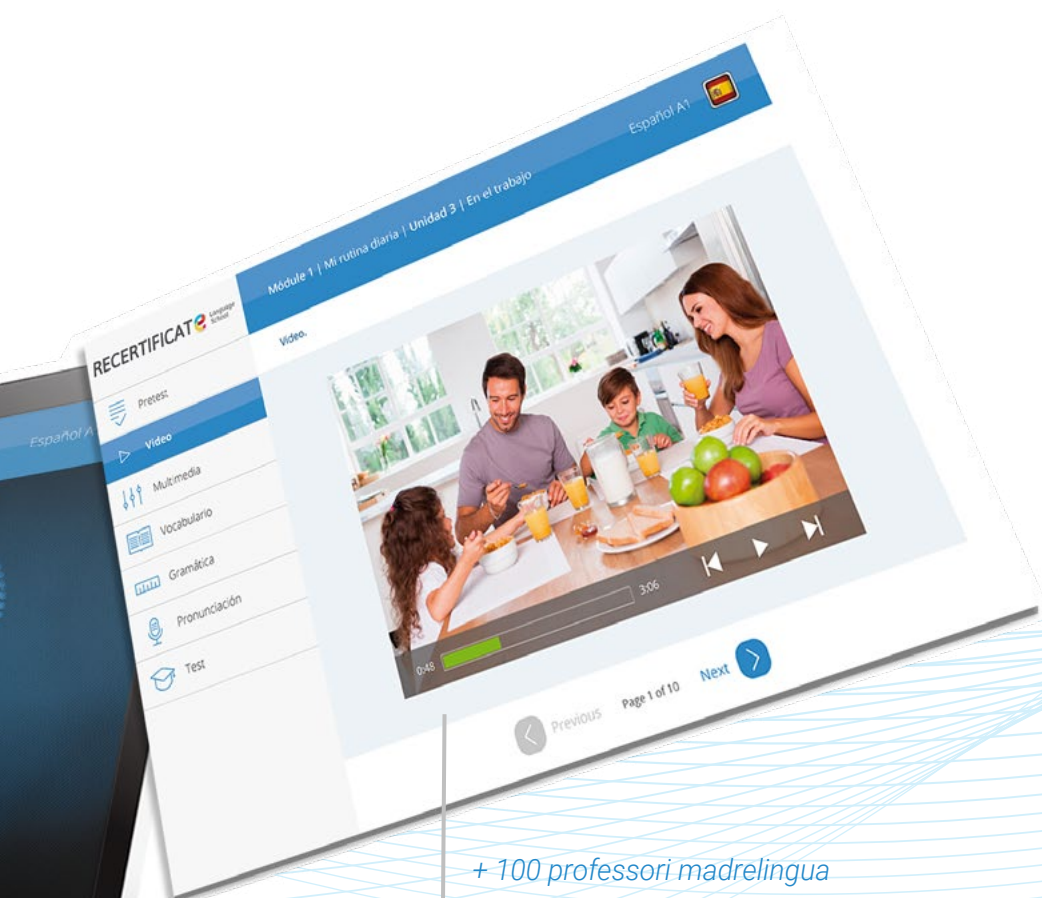 Español A1
Módule 1 | Mi rutina diaria | Unidad 3 | En el trabajo
RECERTIFICATE Language School
Video.
Pretest
Video
Multimedia
Vocabulario
Gramática
Pronunciación
Test
0:48
3:06
Previous
Page 1 of 10
Next
Español A
+ 100 professori madrelingua